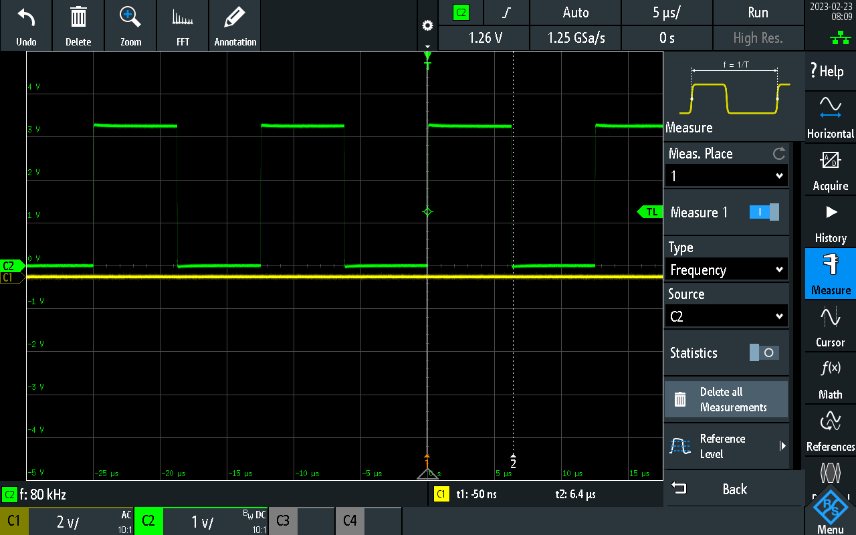 Undo
Delete
Zoom
FFT
Annotation
C2
Auto
5 µs/
Run
2023-02-23
08:09
1.26 V
1.25 GSa/s
0 s
High Res.
T
4 V
3 V
2 V
1 V
0 V
-1 V
-2 V
-3 V
-4 V
-5 V
TL
C2
C1
-25 µs
-20 µs
-15 µs
-10 µs
-5 µs
0 s
5 µs
10 µs
15 µs
1
2
f = 1/T
Measure
Meas. Place
1
Measure 1
Type
Frequency
Source
C2
Statistics
Delete all
Measurements
Reference
Level
Back
? Help
Horizontal
Acquire
History
Measure
Cursor
f(x)
Math
References
R&S
Menu
C2 f: 80 kHz
C1 t1: -50 ns t2: 6.4 µs
C1 2 V/ AC 10:1
C2 1 V/ BW DC 10:1
C3
C4